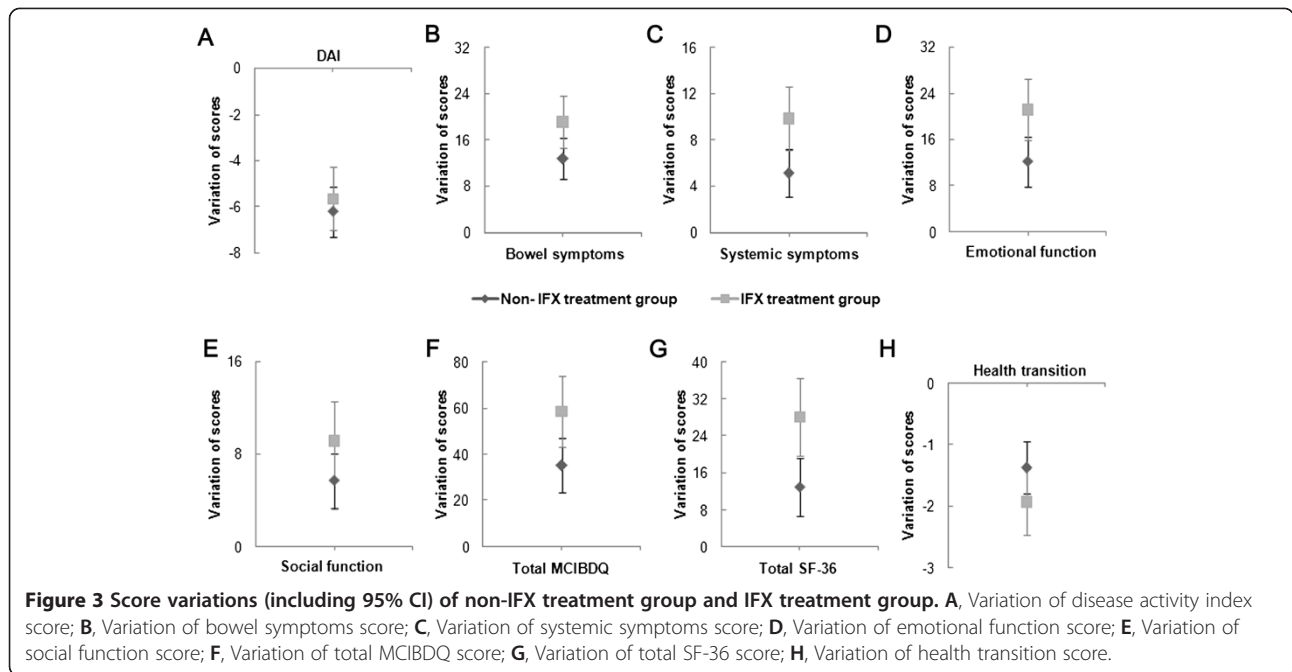 A
DAI
Variation of scores
0
-2
-4
-6
-8
B
Variation of scores
32
24
16
8
0
Bowel symptoms
C
Variation of scores
16
12
8
4
0
Systemic symptoms
D
Variation of scores
32
24
16
8
0
Emotional function
Non- IFX treatment group
IFX treatment group
E
Variation of scores
16
8
0
Social function
F
Variation of scores
80
60
40
20
0
Total MCIBDQ
G
Variation of scores
40
32
24
16
8
0
Total SF-36
H
Health transition
Variation of scores
0
-1
-2
-3
Figure 3 Score variations (including 95% CI) of non-IFX treatment group and IFX treatment group. A, Variation of disease activity index
score; B, Variation of bowel symptoms score; C, Variation of systemic symptoms score; D, Variation of emotional function score; E, Variation of
social function score; F, Variation of total MCIBDQ score; G, Variation of total SF-36 score; H, Variation of health transition score.